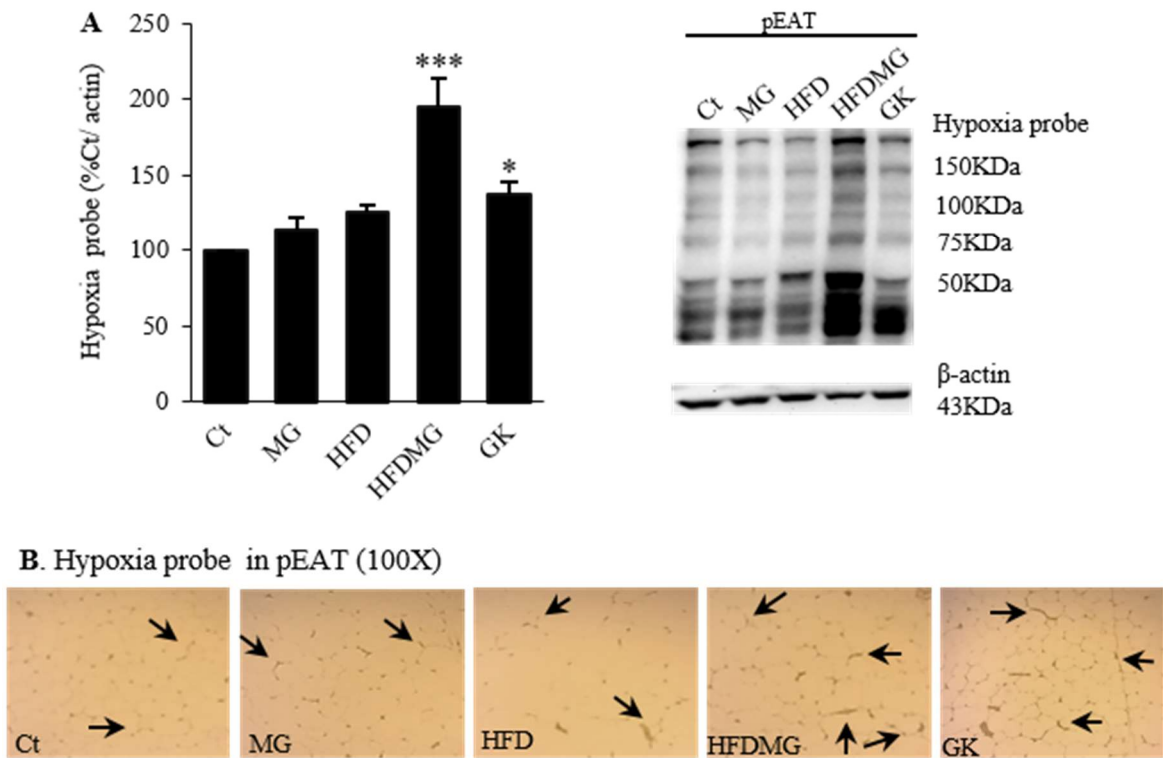 A
Hypoxia probe (%Ct/ actin)
250
200
150
100
50
0
***
*
Ct
MG
HFD
HFDMG
GK
pEAT
Ct
MG
HFD
HFDMG
GK
Hypoxia probe
150KDa
100KDa
75KDa
50KDa
β-actin
43KDa
B. Hypoxia probe in pEAT (100X)
Ct
MG
HFD
HFDMG
GK